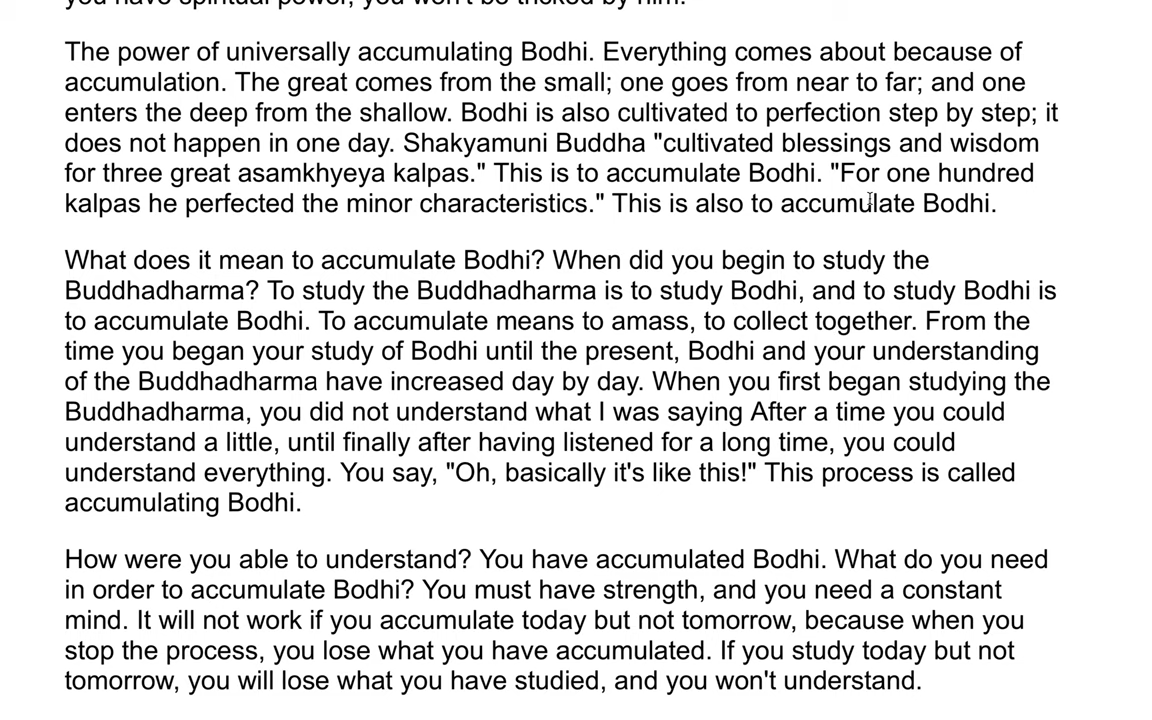 you have spiritual power, you won't be tricked by him.
The power of universally accumulating Bodhi. Everything comes about because of
accumulation. The great comes from the small; one goes from near to far; and one
enters the deep from the shallow. Bodhi is also cultivated to perfection step by step; it
does not happen in one day. Shakyamuni Buddha "cultivated blessings and wisdom
for three great asamkhyeya kalpas." This is to accumulate Bodhi. "For one hundred
kalpas he perfected the minor characteristics." This is also to accumulate Bodhi.
What does it mean to accumulate Bodhi? When did you begin to study the
Buddhadharma? To study the Buddhadharma is to study Bodhi, and to study Bodhi is
to accumulate Bodhi. To accumulate means to amass, to collect together. From the
time you began your study of Bodhi until the present, Bodhi and your understanding
of the Buddhadharma have increased day by day. When you first began studying the
Buddhadharma, you did not understand what I was saying After a time you could
understand a little, until finally after having listened for a long time, you could
understand everything. You say, "Oh, basically it's like this!" This process is called
accumulating Bodhi.
How were you able to understand? You have accumulated Bodhi. What do you need
in order to accumulate Bodhi? You must have strength, and you need a constant
mind. It will not work if you accumulate today but not tomorrow, because when you
stop the process, you lose what you have accumulated. If you study today but not
tomorrow, you will lose what you have studied, and you won't understand.